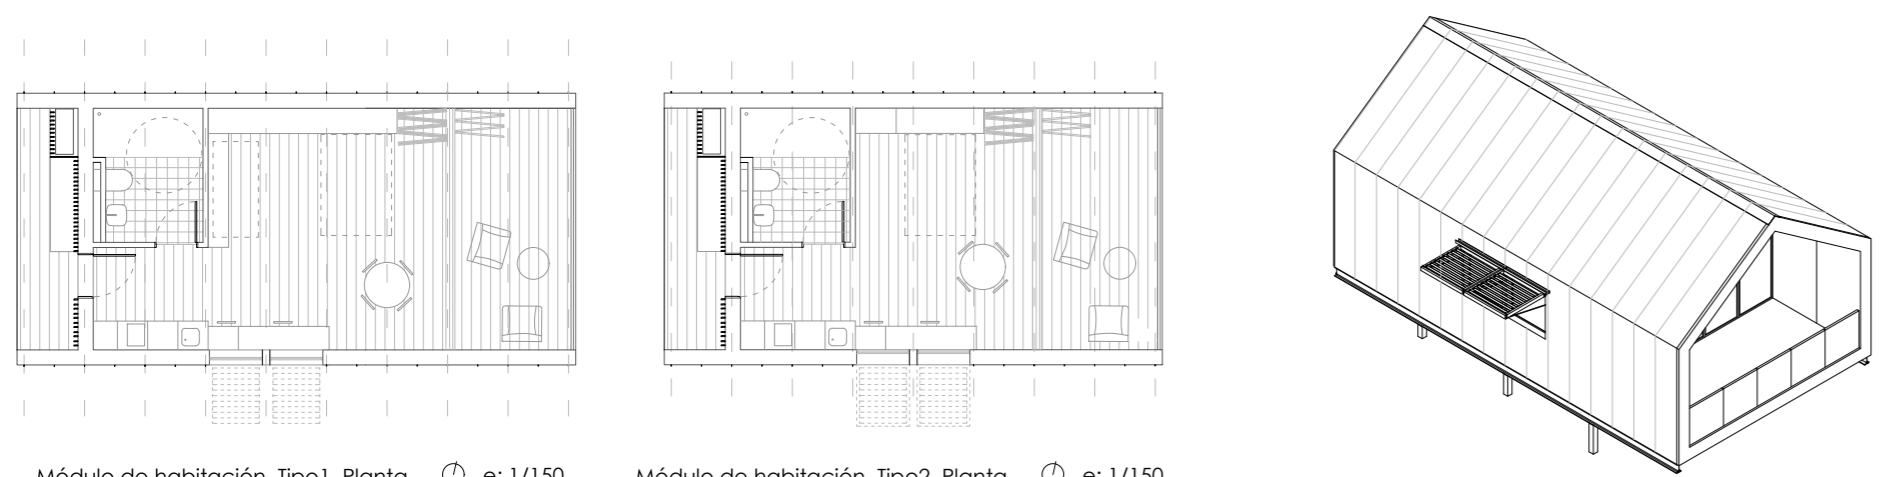 Módulo de habitación. Tipo1. Planta e: 1/150
Módulo de habitación. Tipo2. Planta e: 1/150